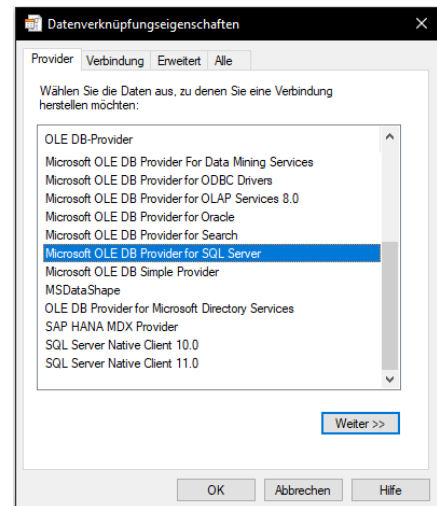 Datenverknüpfungseigenschaften
Provider Verbindung Erweitert Alle
Wählen Sie die Daten aus, zu denen Sie eine Verbindung
herstellen möchten:
OLE DB-Provider
Microsoft OLE DB Provider For Data Mining Services
Microsoft OLE DB Provider for ODBC Drivers
Microsoft OLE DB Provider for OLAP Services 8.0
Microsoft OLE DB Provider for Oracle
Microsoft OLE DB Provider for Search
Microsoft OLE DB Provider for SQL Server
Microsoft OLE DB Simple Provider
MSDataShape
OLE DB Provider for Microsoft Directory Services
SAP HANA MDX Provider
SQL Server Native Client 10.0
SQL Server Native Client 11.0
Weiter >>
OK Abbrechen Hilfe